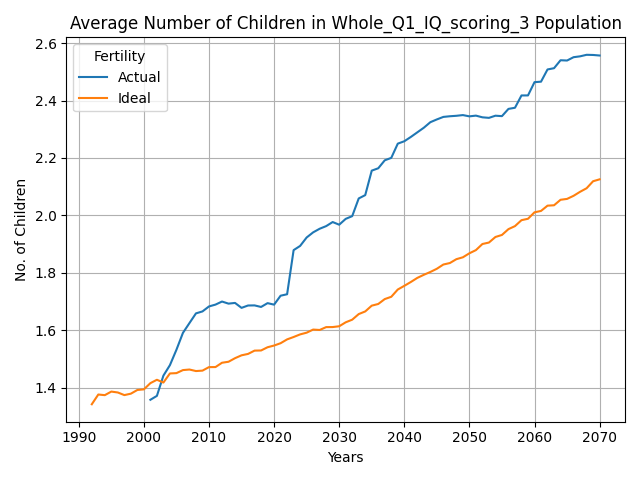 Average Number of Children in Whole_Q1_IQ_scoring_3 Population
Fertility
Actual
Ideal
No. of Children
2.6
2.4
2.2
2.0
1.8
1.6
1.4
1990 2000 2010 2020 2030 2040 2050 2060 2070
Years